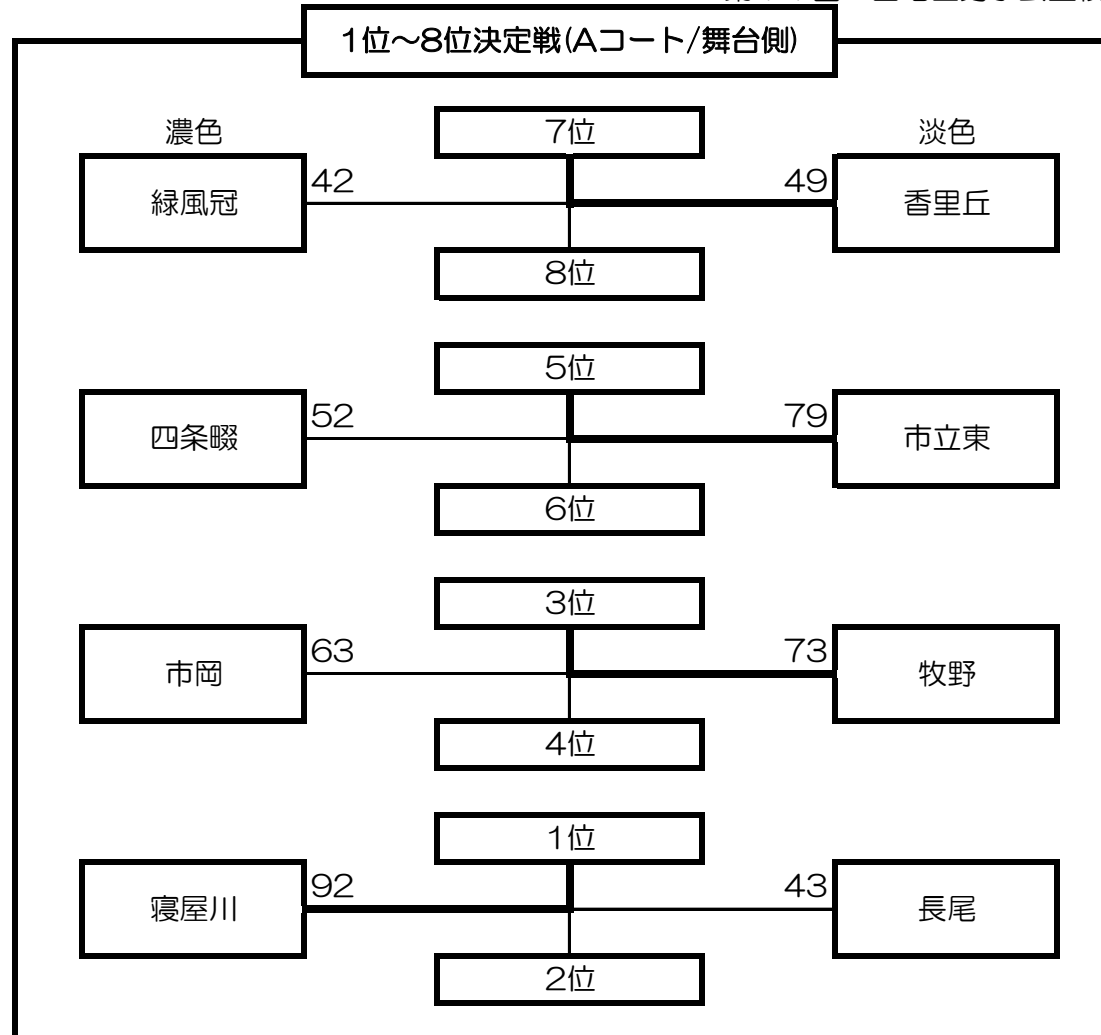 1位～8位決定戦(Aコート/舞台側)
濃色 7位 淡色
緑風冠 42 49 香里丘
8位
5位
四条畷 52 79 市立東
6位
3位
市岡 63 73 牧野
4位
1位
寝屋川 92 43 長尾
2位